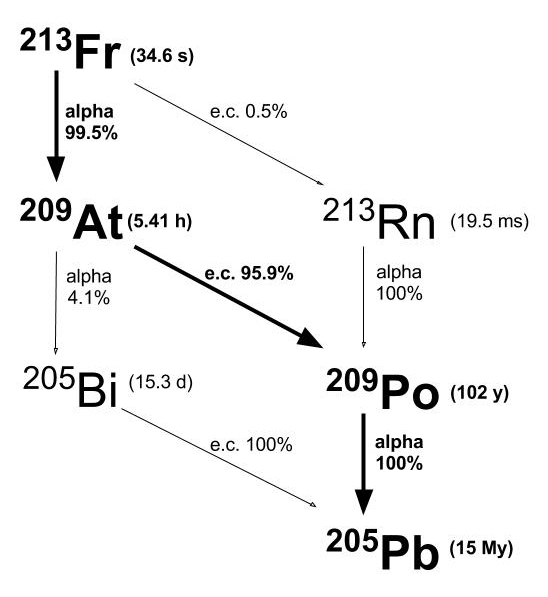 ²¹³Fr (34.6 s)
alpha
99.5%
e.c. 0.5%
²⁰⁹At (5.41 h)
²¹³Rn (19.5 ms)
alpha
4.1%
e.c. 95.9%
alpha
100%
²⁰⁵Bi (15.3 d)
²⁰⁹Po (102 y)
e.c. 100%
alpha
100%
²⁰⁵Pb (15 My)